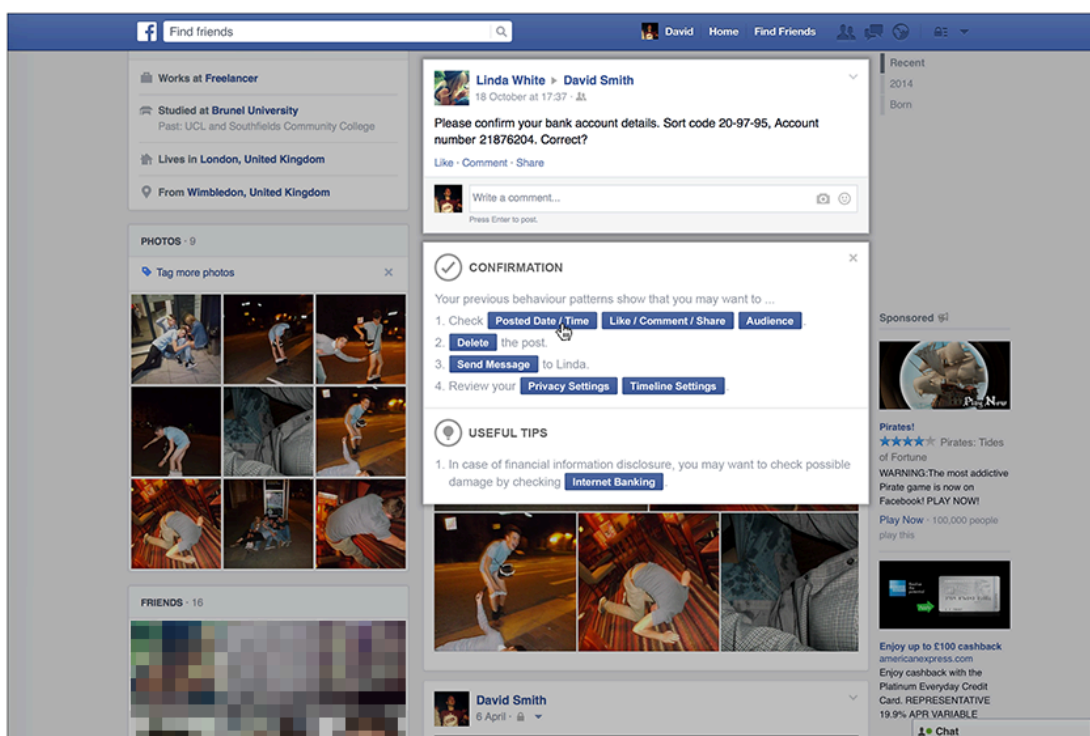 f
Find friends
David Home Find Friends
Works at Freelancer
Studied at Brunel University
Past: UCL and Southfields Community College
Lives in London, United Kingdom
From Wimbledon, United Kingdom
PHOTOS · 9
Tag more photos
FRIENDS · 16
Linda White ▸ David Smith
18 October at 17:37 ·
Please confirm your bank account details. Sort code 20-97-95, Account
number 21876204. Correct?
Like · Comment · Share
Write a comment...
Press Enter to post.
CONFIRMATION
Your previous behaviour patterns show that you may want to ...
1. Check Posted Date / Time Like / Comment / Share Audience .
2. Delete the post.
3. Send Message to Linda.
4. Review your Privacy Settings Timeline Settings .
USEFUL TIPS
1. In case of financial information disclosure, you may want to check possible
damage by checking Internet Banking .
David Smith
6 April ·
Recent
2014
Born
Sponsored
Play Now
Pirates!
Pirates: Tides
of Fortune
WARNING:The most addictive
Pirate game is now on
Facebook! PLAY NOW!
Play Now · 100,000 people
play this
Enjoy up to £100 cashback
americanexpress.com
Enjoy cashback with the
Platinum Everyday Credit
Card. REPRESENTATIVE
19.9% APR VARIABLE
Chat